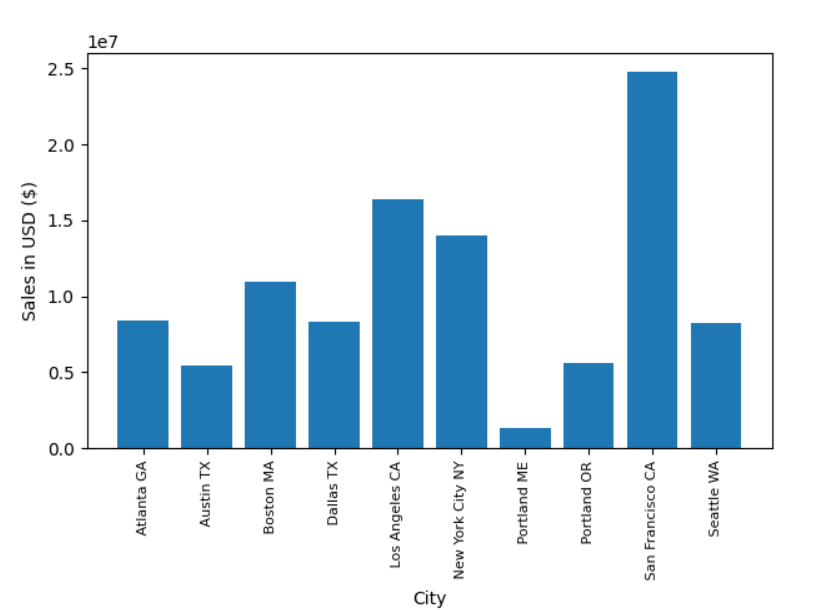 1e7
2.5
2.0
1.5
1.0
0.5
0.0
Sales in USD ($)
Atlanta GA
Austin TX
Boston MA
Dallas TX
Los Angeles CA
New York City NY
Portland ME
Portland OR
San Francisco CA
Seattle WA
City